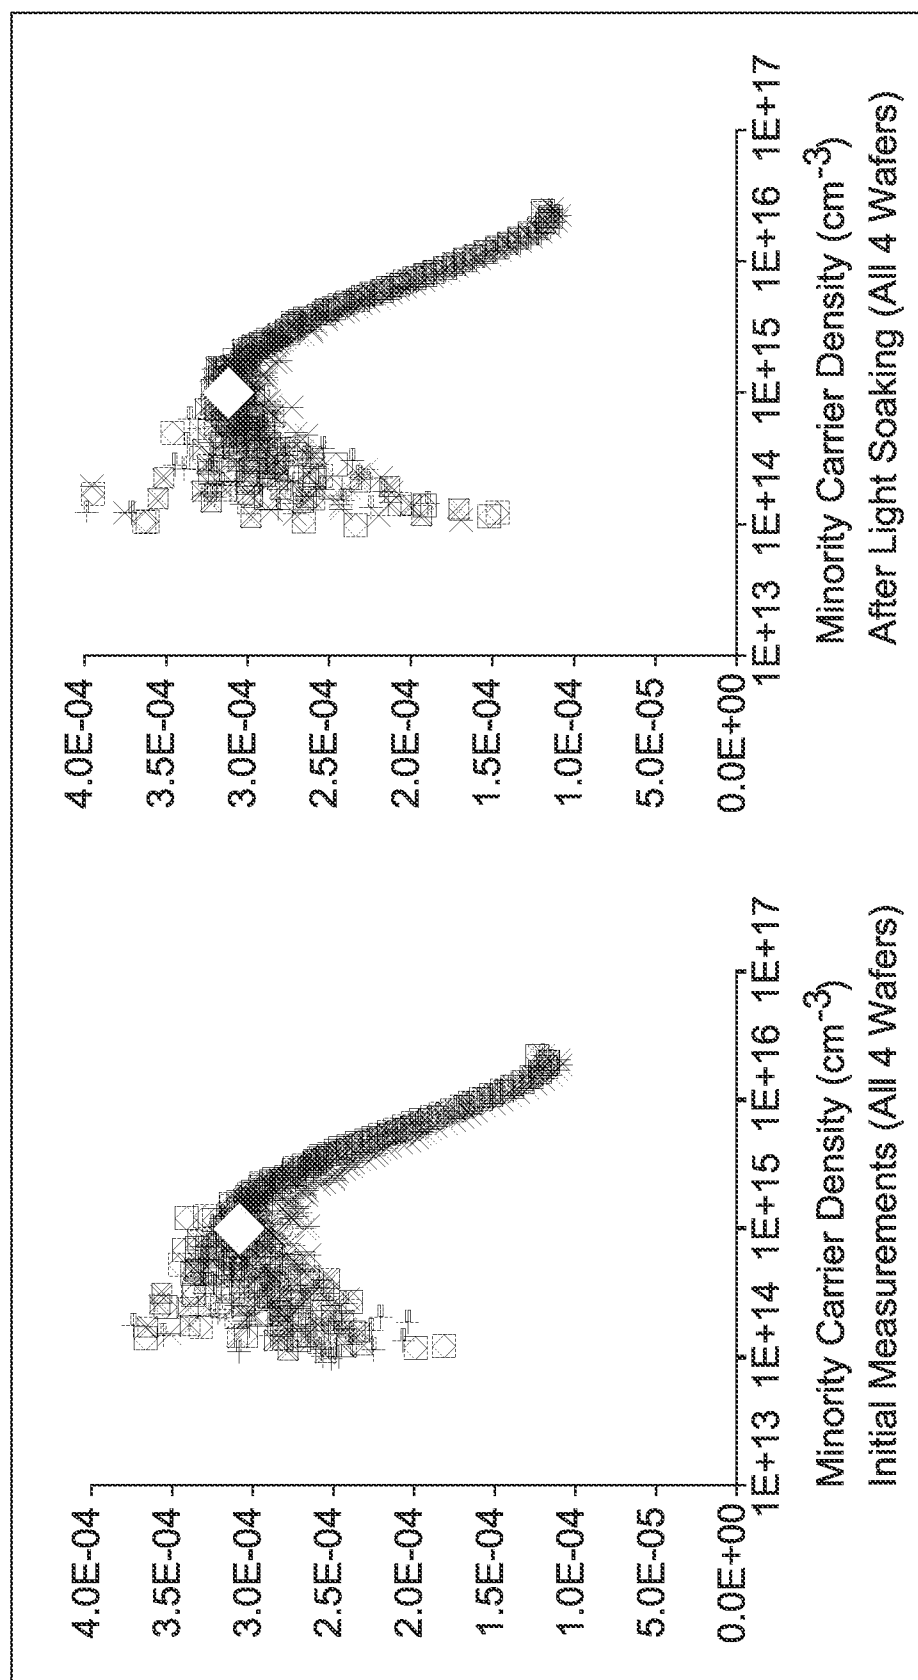 4.0E-04
3.5E-04
3.0E-04
2.5E-04
2.0E-04
1.5E-04
1.0E-04
5.0E-05
0.0E+00
1E+13 1E+14 1E+15 1E+16 1E+17
Minority Carrier Density (cm⁻³)
Initial Measurements (All 4 Wafers)
4.0E-04
3.5E-04
3.0E-04
2.5E-04
2.0E-04
1.5E-04
1.0E-04
5.0E-05
0.0E+00
1E+13 1E+14 1E+15 1E+16 1E+17
Minority Carrier Density (cm⁻³)
After Light Soaking (All 4 Wafers)